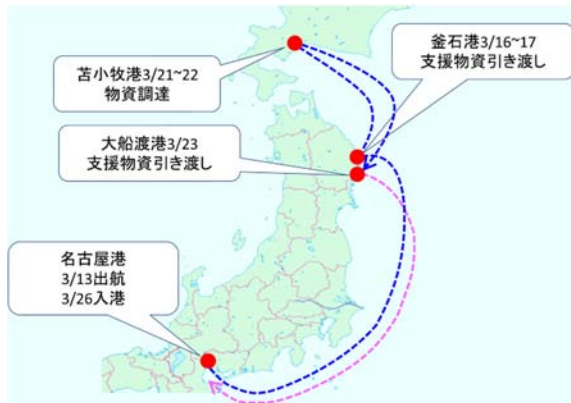 釜石港3/16~17
支援物資引き渡し
苫小牧港3/21~22
物資調達
大船渡港3/23
支援物資引き渡し
名古屋港
3/13出航
3/26入港